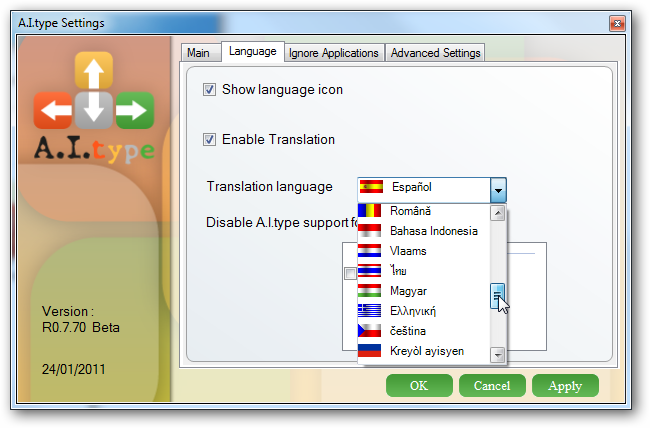 A.I.type Settings
Main
Language
Ignore Applications
Advanced Settings
A.I.type
Show language icon
Enable Translation
Translation language
Español
Disable A.I.type support
Română
Bahasa Indonesia
Vlaams
ไทย
Magyar
Ελληνική
čeština
Kreyòl ayisyen
Version :
R0.7.70 Beta
24/01/2011
OK
Cancel
Apply